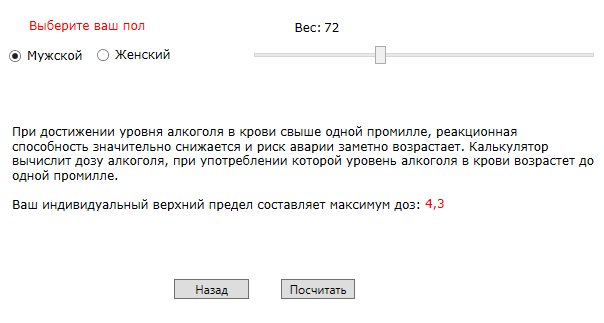 Выберите ваш пол
Вес: 72
Мужской
Женский
При достижении уровня алкоголя в крови свыше одной промилле, реакционная
способность значительно снижается и риск аварии заметно возрастает. Калькулятор
вычислит дозу алкоголя, при употреблении которой уровень алкоголя в крови возрастет до
одной промилле.
Ваш индивидуальный верхний предел составляет максимум доз: 4,3
Назад
Посчитать